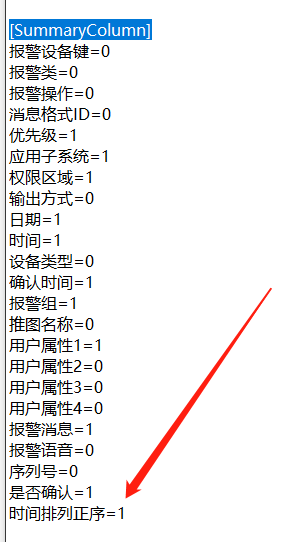 [SummaryColumn]
报警设备键=0
报警类=0
报警操作=0
消息格式ID=0
优先级=1
应用子系统=1
权限区域=1
输出方式=0
日期=1
时间=1
设备类型=0
确认时间=1
报警组=1
推图名称=0
用户属性1=1
用户属性2=0
用户属性3=0
用户属性4=0
报警消息=1
报警语音=0
序列号=0
是否确认=1
时间排列正序=1